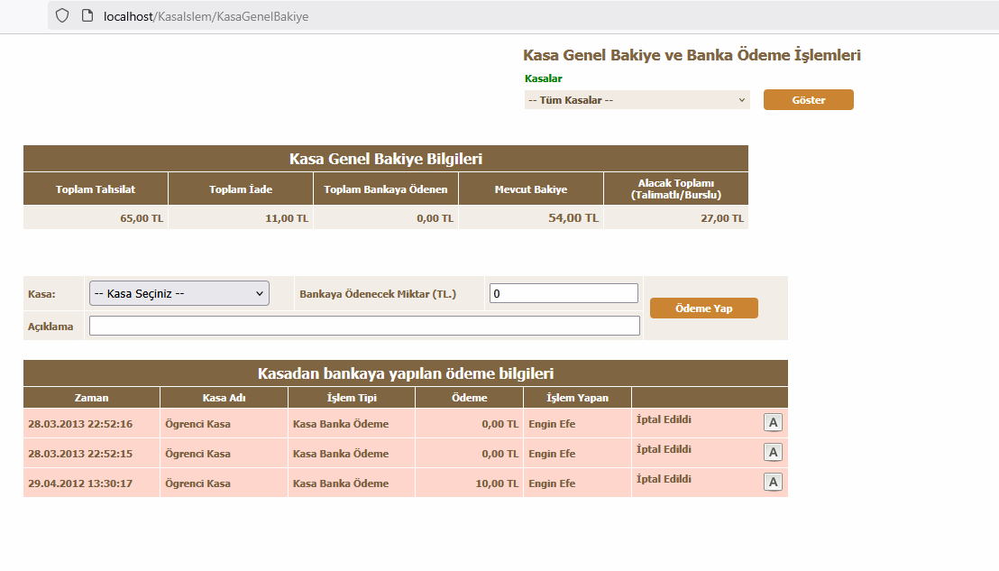 localhost/KasaIslem/KasaGenelBakiye
Kasa Genel Bakiye ve Banka Ödeme İşlemleri
Kasalar
-- Tüm Kasalar -- Göster
Kasa Genel Bakiye Bilgileri
Toplam Tahsilat Toplam İade Toplam Bankaya Ödenen Mevcut Bakiye Alacak Toplamı (Talimatlı/Burslu)
65,00 TL 11,00 TL 0,00 TL 54,00 TL 27,00 TL
Kasa: -- Kasa Seçiniz -- Bankaya Ödenecek Miktar (TL.) 0 Ödeme Yap
Açıklama
Kasadan bankaya yapılan ödeme bilgileri
Zaman Kasa Adı İşlem Tipi Ödeme İşlem Yapan
28.03.2013 22:52:16 Ögrenci Kasa Kasa Banka Ödeme 0,00 TL Engin Efe İptal Edildi A
28.03.2013 22:52:15 Ögrenci Kasa Kasa Banka Ödeme 0,00 TL Engin Efe İptal Edildi A
29.04.2012 13:30:17 Ögrenci Kasa Kasa Banka Ödeme 10,00 TL Engin Efe İptal Edildi A